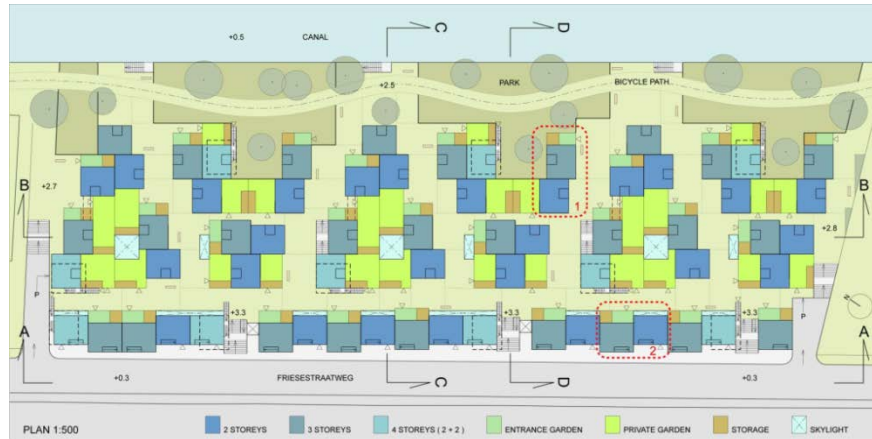 +0.5 CANAL C D
PARK BICYCLE PATH
+2.5
B +2.7 B
1
+2.8
P P
+3.3 +3.3 +3.3
A A
2
+0.3 FRIESESTRAATWEG C D +0.3
PLAN 1:500 2 STOREYS 3 STOREYS 4 STOREYS ( 2 + 2 ) ENTRANCE GARDEN PRIVATE GARDEN STORAGE SKYLIGHT